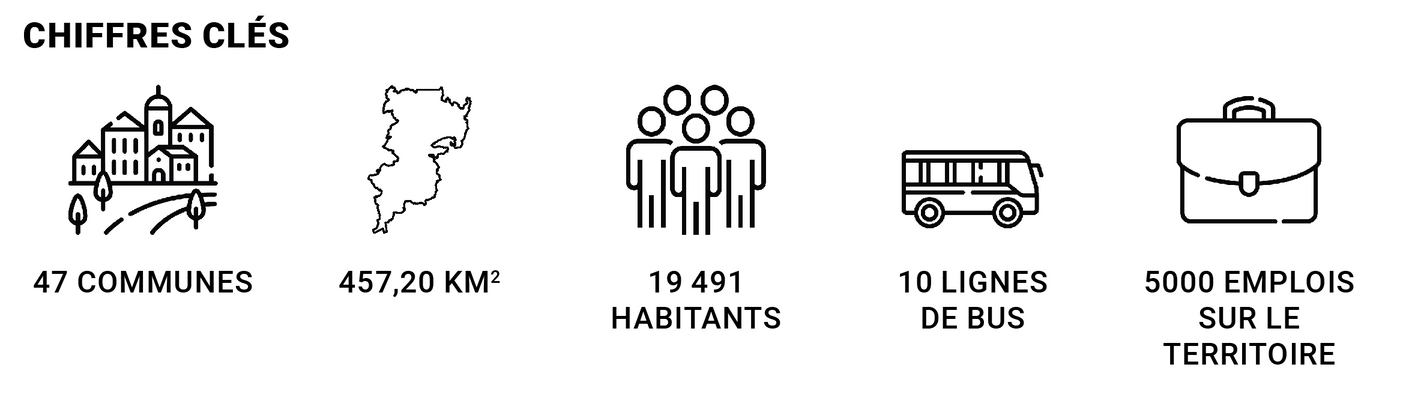 CHIFFRES CLÉS
47 COMMUNES
457,20 KM²
19 491
HABITANTS
10 LIGNES
DE BUS
5000 EMPLOIS
SUR LE
TERRITOIRE